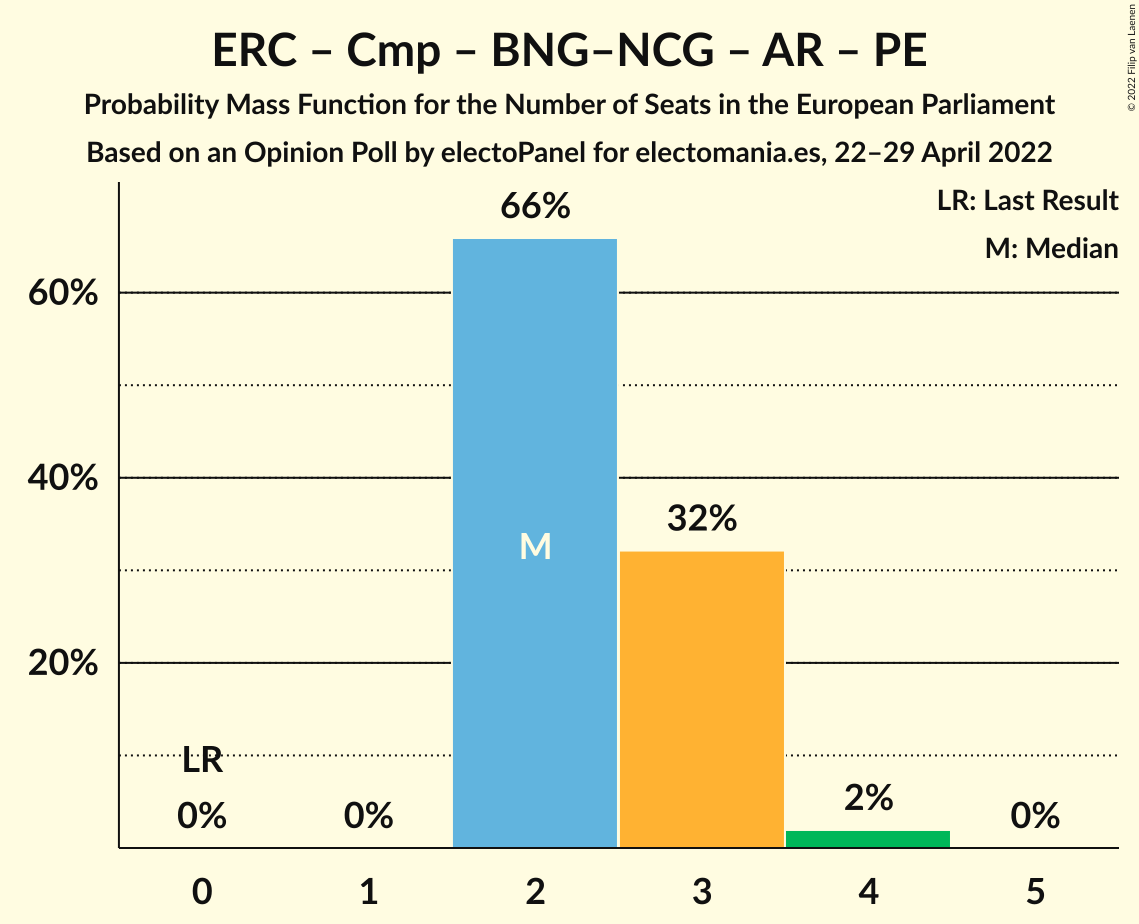 ERC – Cmp – BNG–NCG – AR – PE
Probability Mass Function for the Number of Seats in the European Parliament
Based on an Opinion Poll by electoPanel for electomania.es, 22–29 April 2022
© 2022 Filip van Laenen
LR: Last Result
M: Median
66%
60%
40%
32%
M
20%
LR
0%
0%
2%
0%
0 1 2 3 4 5